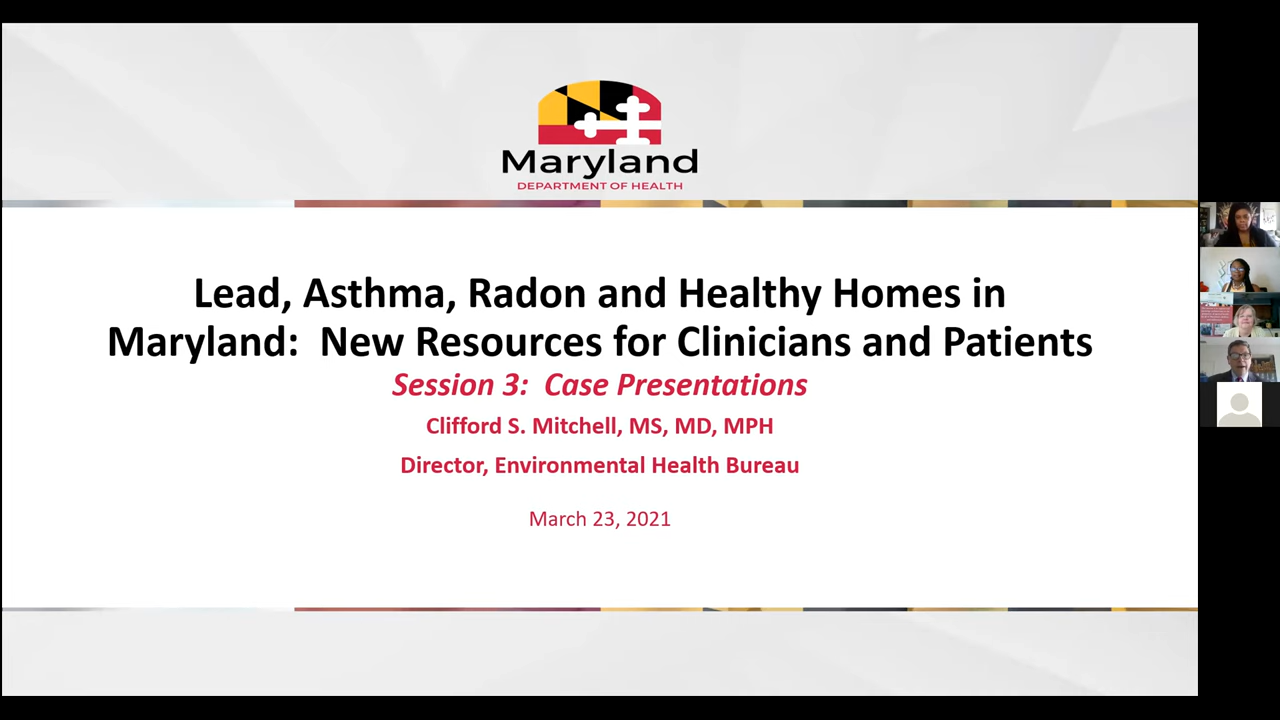 Maryland
DEPARTMENT OF HEALTH
Lead, Asthma, Radon and Healthy Homes in
Maryland:  New Resources for Clinicians and Patients
Session 3:  Case Presentations
Clifford S. Mitchell, MS, MD, MPH
Director, Environmental Health Bureau
March 23, 2021